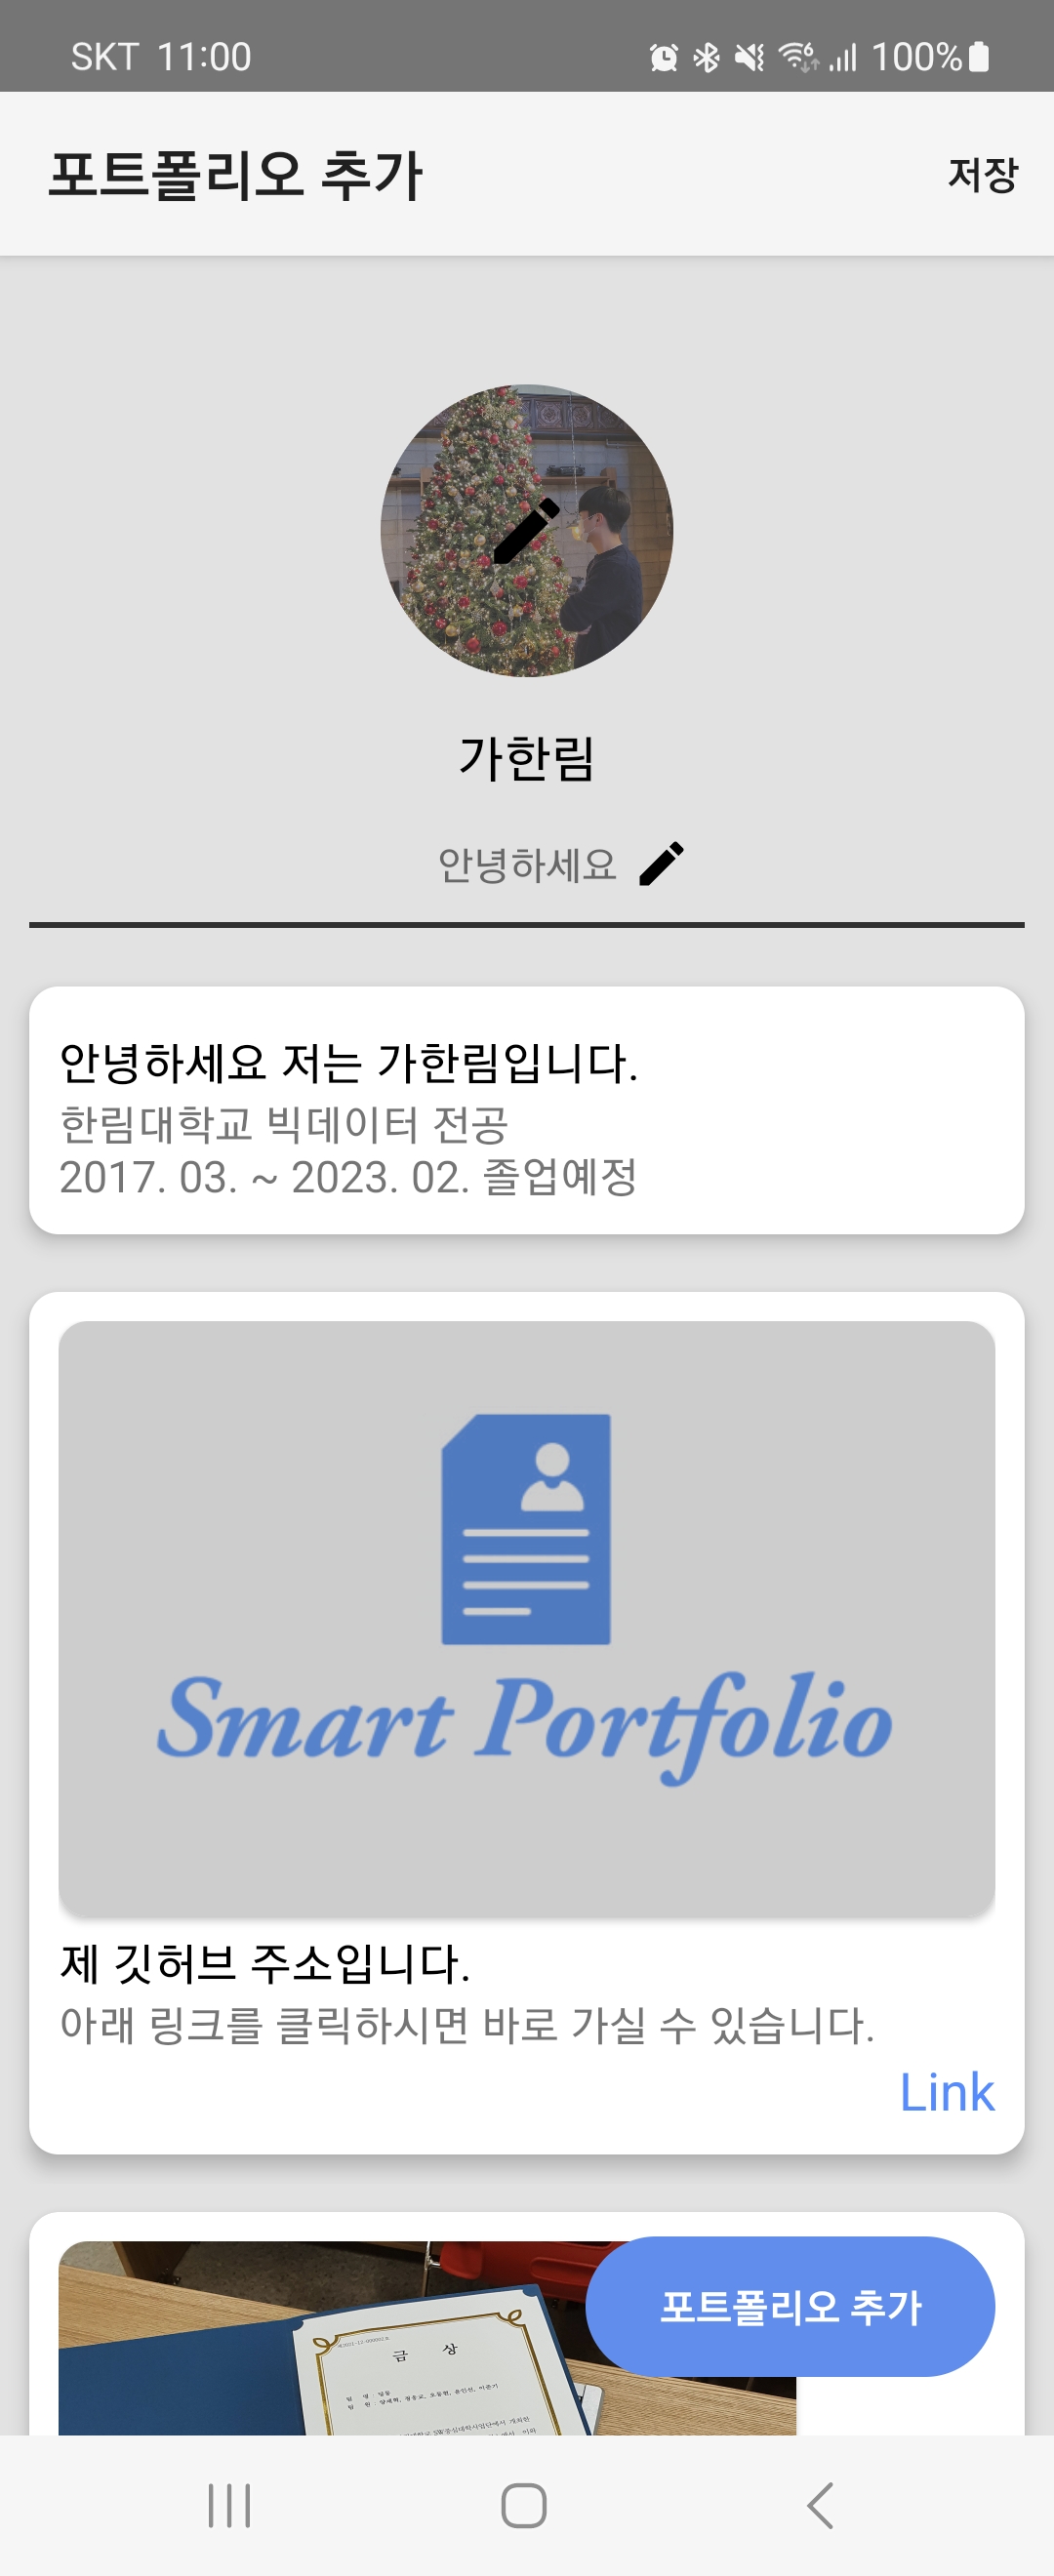 SKT 11:00
100%
포트폴리오 추가
저장
가한림
안녕하세요
안녕하세요 저는 가한림입니다.
한림대학교 빅데이터 전공
2017. 03. ~ 2023. 02. 졸업예정
Smart Portfolio
제 깃허브 주소입니다.
아래 링크를 클릭하시면 바로 가실 수 있습니다.
Link
포트폴리오 추가
금 상